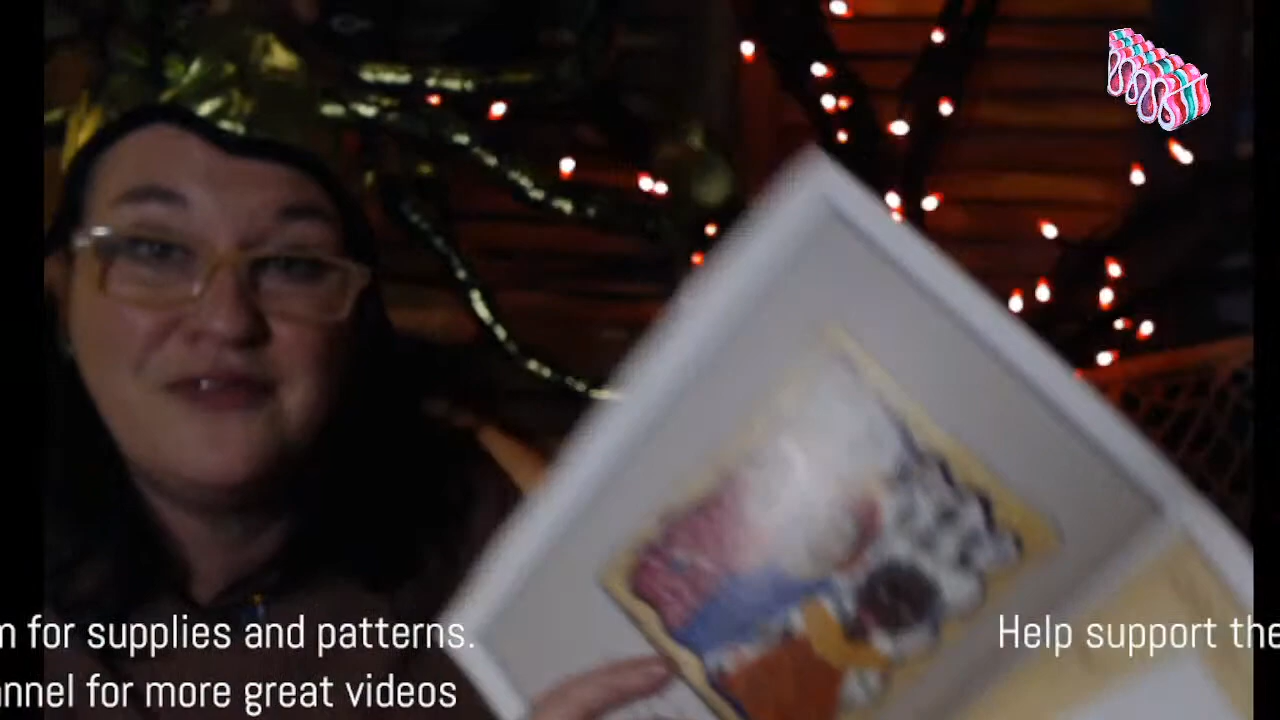 m for supplies and patterns.
Help support the
annel for more great videos